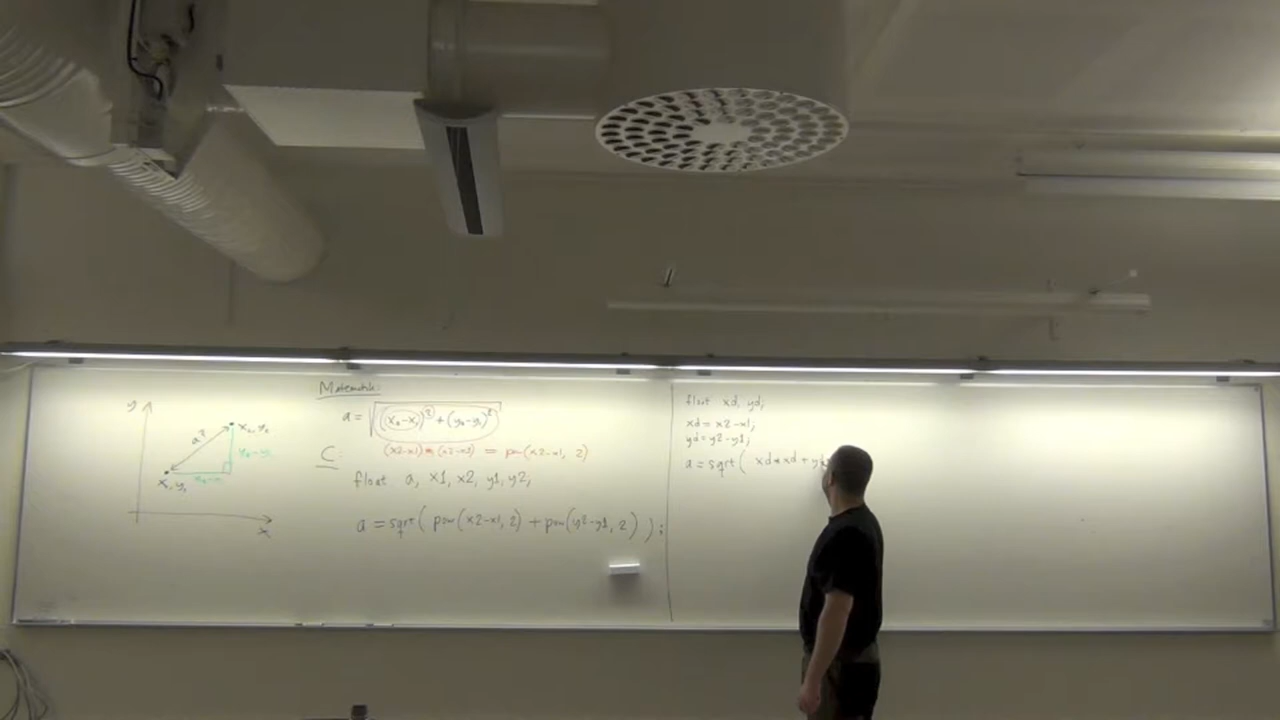 y
a?
x₂, y₂
y₂-y₁
x₁, y₁
x₂-x₁
x
Matematik:
a = √((x₂-x₁)² + (y₂-y₁)²)
(x2-x1)*(x2-x1) = pow(x2-x1, 2)
C:
float a, x1, x2, y1, y2;
a = sqrt( pow(x2-x1, 2) + pow(y2-y1, 2) );
float xd, yd;
xd = x2-x1;
yd = y2-y1;
a = sqrt( xd*xd + yd